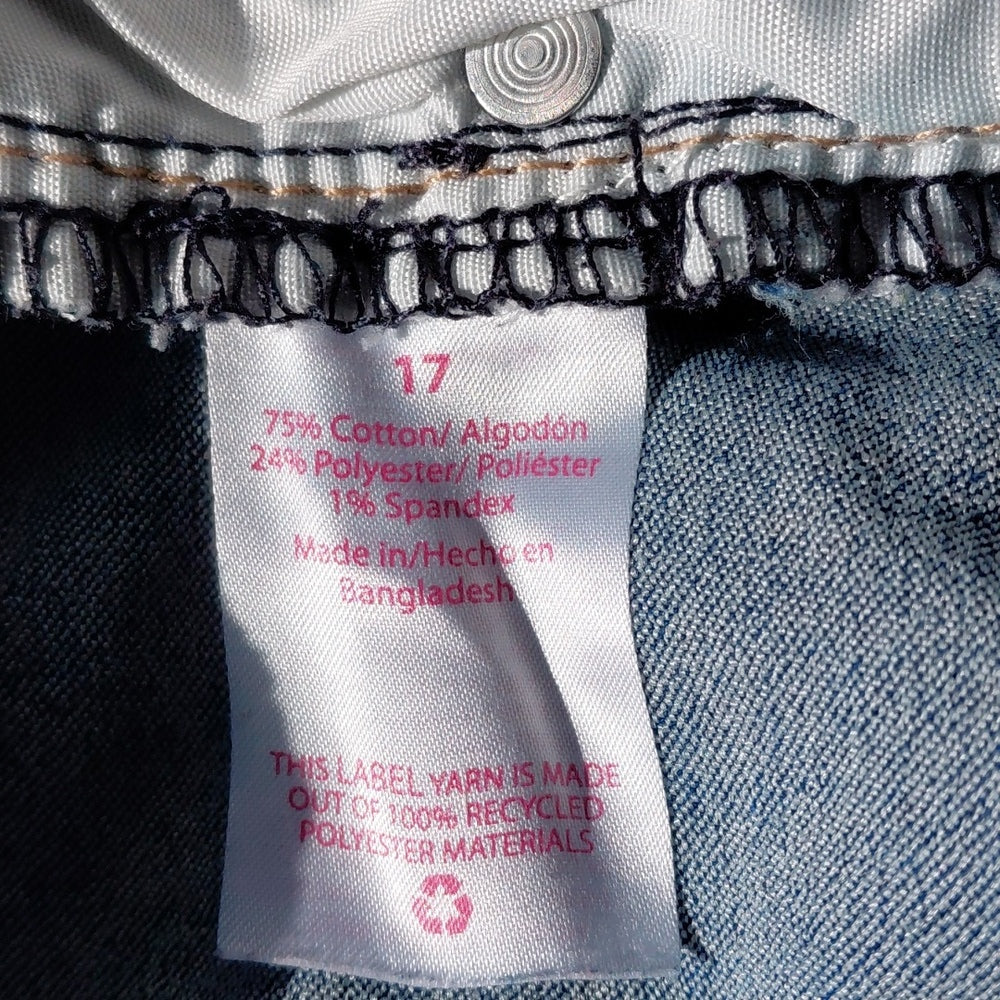 17
75% Cotton/ Algodón
24% Polyester/ Poliéster
1% Spandex
Made in/Hecho en
Bangladesh
THIS LABEL YARN IS MADE
OUT OF 100% RECYCLED
POLYESTER MATERIALS